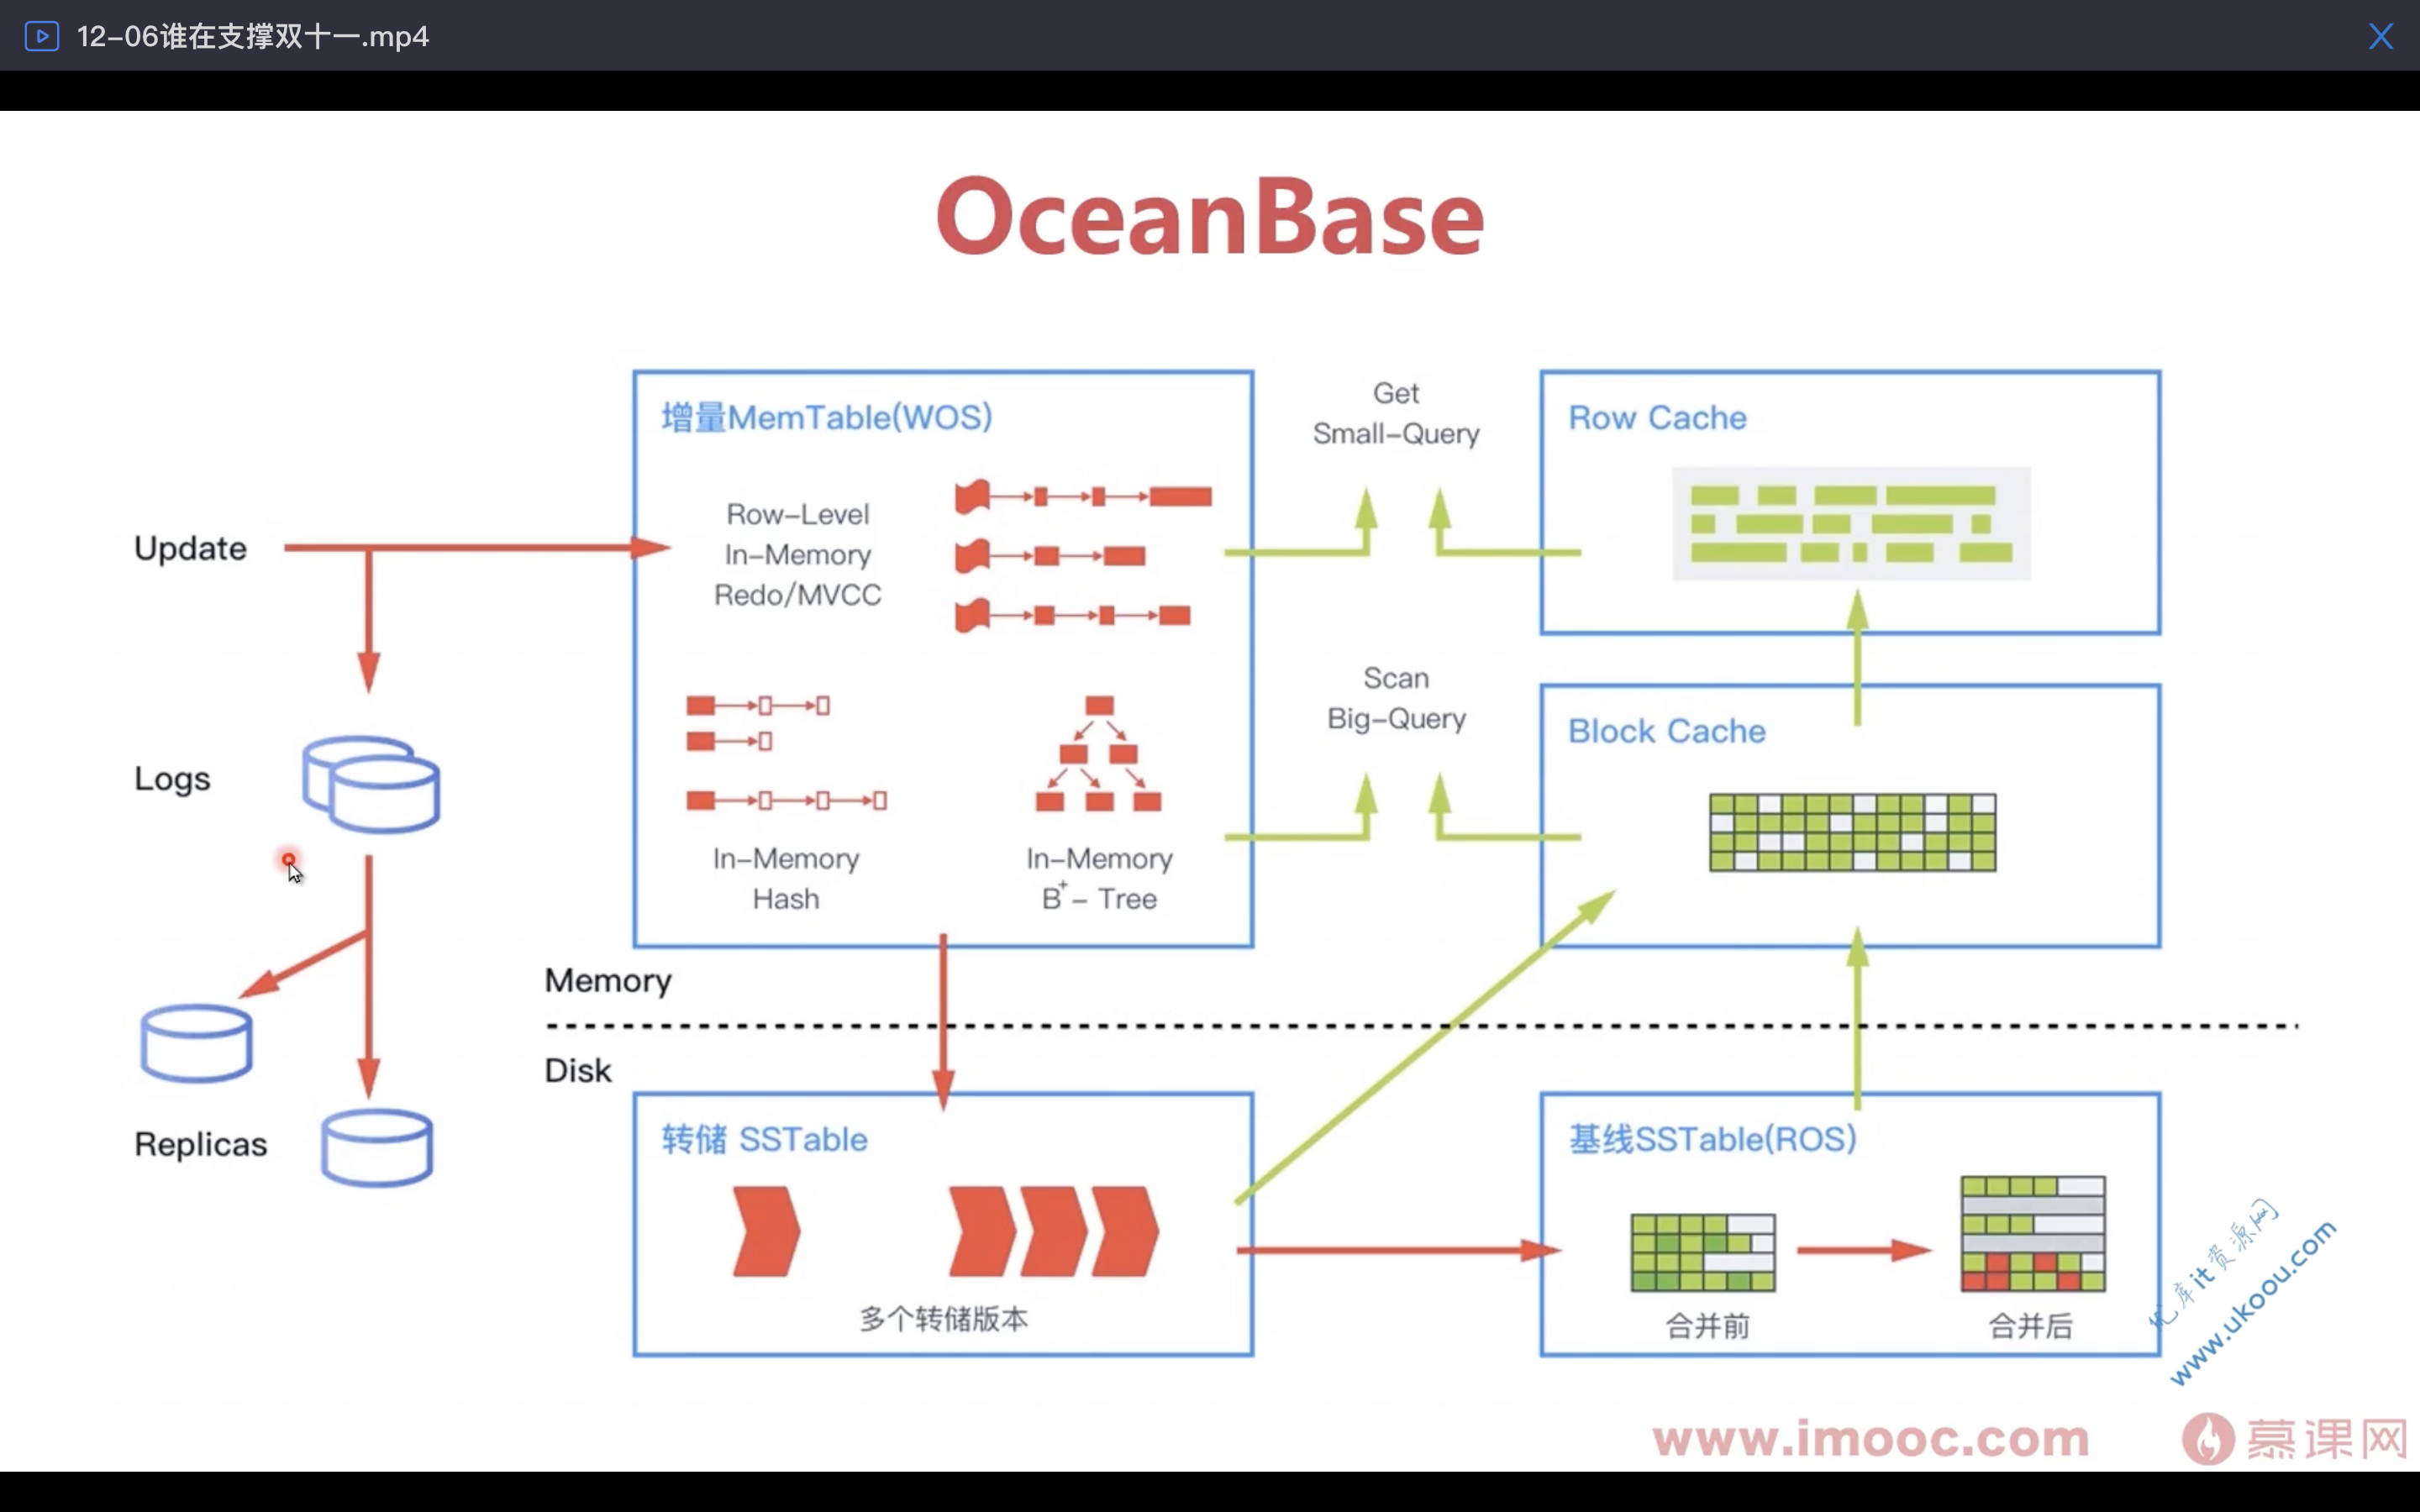 12-06谁在支撑双十一.mp4
X
OceanBase
增量MemTable(WOS)
Row-Level
In-Memory
Redo/MVCC
In-Memory
Hash
In-Memory
B+- Tree
Get
Small-Query
Scan
Big-Query
Row Cache
Block Cache
Update
Logs
Replicas
Memory
Disk
转储 SSTable
多个转储版本
基线SSTable(ROS)
合并前
合并后
优库it资源网
www.ukoou.com
www.imooc.com
慕课网